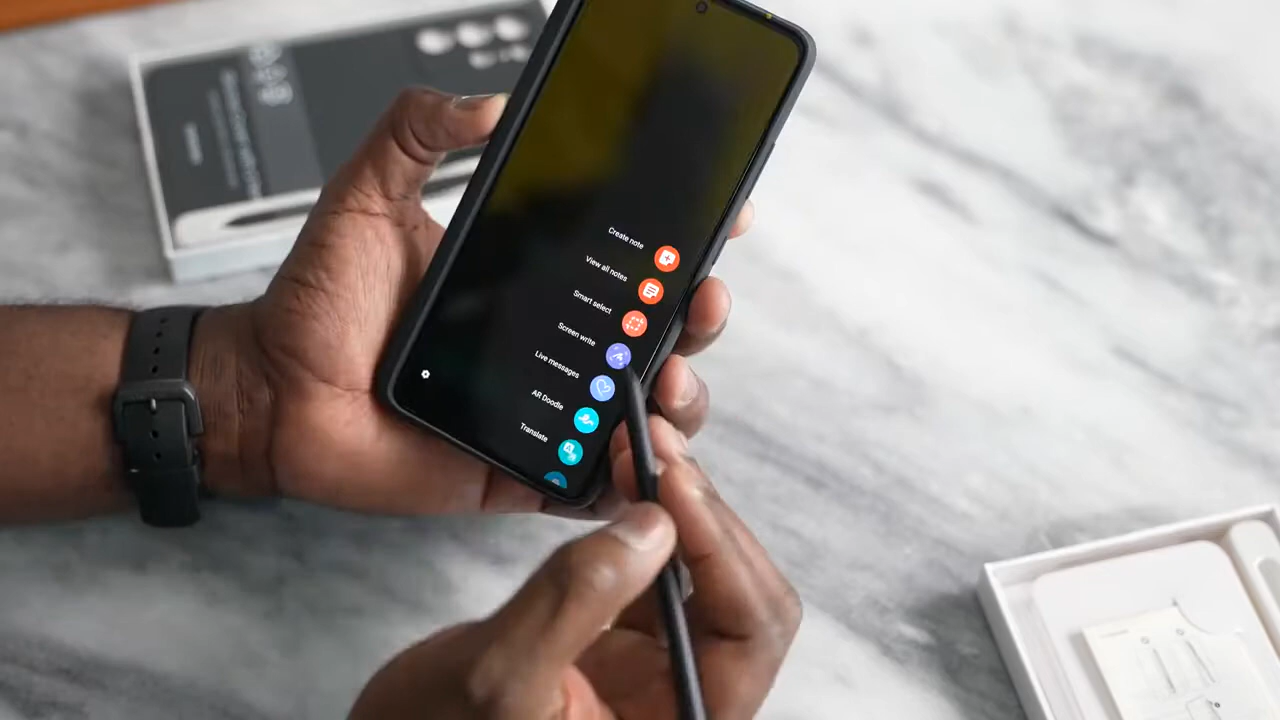 Create note
View all notes
Smart select
Screen write
Live messages
AR Doodle
Translate